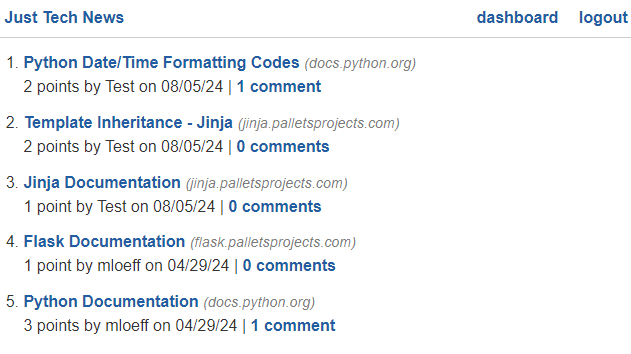 Just Tech News dashboard logout
1. Python Date/Time Formatting Codes (docs.python.org)
2 points by Test on 08/05/24 | 1 comment
2. Template Inheritance - Jinja (jinja.palletsprojects.com)
2 points by Test on 08/05/24 | 0 comments
3. Jinja Documentation (jinja.palletsprojects.com)
1 point by Test on 08/05/24 | 0 comments
4. Flask Documentation (flask.palletsprojects.com)
1 point by mloeff on 04/29/24 | 0 comments
5. Python Documentation (docs.python.org)
3 points by mloeff on 04/29/24 | 1 comment